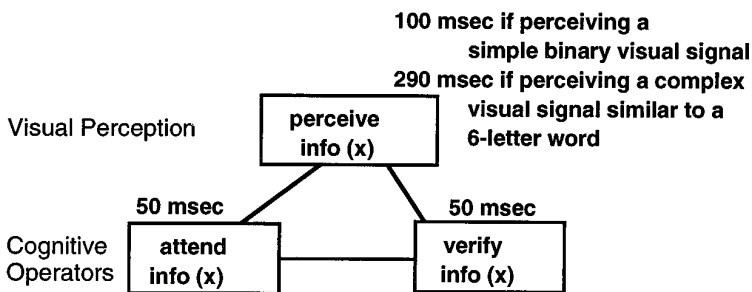 100 msec if perceiving a
simple binary visual signal
290 msec if perceiving a complex
visual signal similar to a
6-letter word
Visual Perception
perceive
info (x)
50 msec
50 msec
Cognitive
Operators
attend
info (x)
verify
info (x)